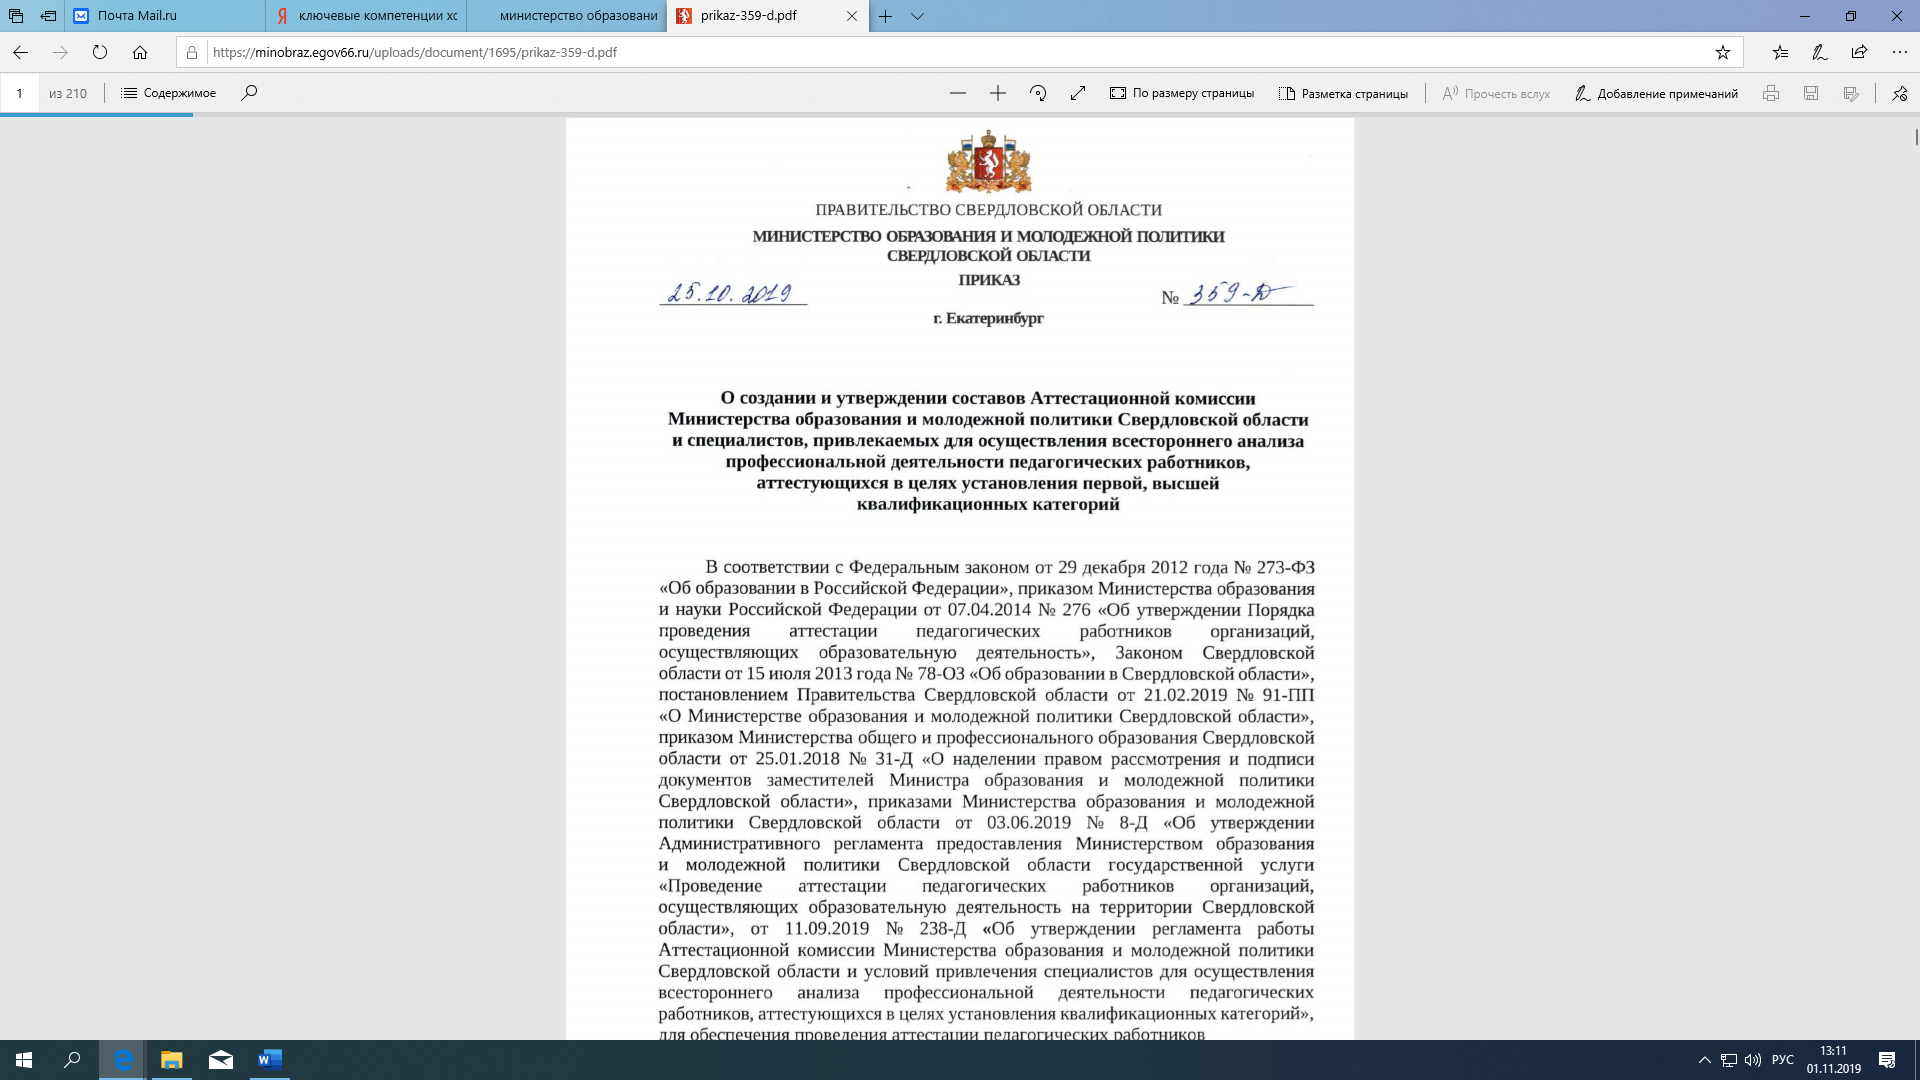 Почта Mail.ru
ключевые компетенции хс
министерство образовани
prikaz-359-d.pdf
https://minobraz.egov66.ru/uploads/document/1695/prikaz-359-d.pdf
1 из 210 Содержимое По размеру страницы Разметка страницы Прочесть вслух Добавление примечаний
ПРАВИТЕЛЬСТВО СВЕРДЛОВСКОЙ ОБЛАСТИ
МИНИСТЕРСТВО ОБРАЗОВАНИЯ И МОЛОДЕЖНОЙ ПОЛИТИКИ
СВЕРДЛОВСКОЙ ОБЛАСТИ
ПРИКАЗ
25.10.2019 № 359-Д
г. Екатеринбург
О создании и утверждении составов Аттестационной комиссии
Министерства образования и молодежной политики Свердловской области
и специалистов, привлекаемых для осуществления всестороннего анализа
профессиональной деятельности педагогических работников,
аттестующихся в целях установления первой, высшей
квалификационных категорий
В соответствии с Федеральным законом от 29 декабря 2012 года № 273-ФЗ
«Об образовании в Российской Федерации», приказом Министерства образования
и науки Российской Федерации от 07.04.2014 № 276 «Об утверждении Порядка
проведения аттестации педагогических работников организаций,
осуществляющих образовательную деятельность», Законом Свердловской
области от 15 июля 2013 года № 78-ОЗ «Об образовании в Свердловской области»,
постановлением Правительства Свердловской области от 21.02.2019 № 91-ПП
«О Министерстве образования и молодежной политики Свердловской области»,
приказом Министерства общего и профессионального образования Свердловской
области от 25.01.2018 № 31-Д «О наделении правом рассмотрения и подписи
документов заместителей Министра образования и молодежной политики
Свердловской области», приказами Министерства образования и молодежной
политики Свердловской области от 03.06.2019 № 8-Д «Об утверждении
Административного регламента предоставления Министерством образования
и молодежной политики Свердловской области государственной услуги
«Проведение аттестации педагогических работников организаций,
осуществляющих образовательную деятельность на территории Свердловской
области», от 11.09.2019 № 238-Д «Об утверждении регламента работы
Аттестационной комиссии Министерства образования и молодежной политики
Свердловской области и условий привлечения специалистов для осуществления
всестороннего анализа профессиональной деятельности педагогических
работников, аттестующихся в целях установления квалификационных категорий»,
для обеспечения проведения аттестации педагогических работников
РУС
13:11
01.11.2019